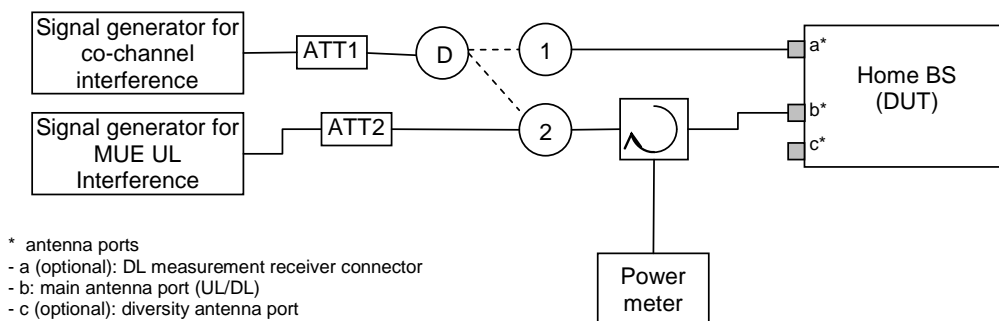 Signal generator for
co-channel
interference
ATT1
D
1
a*
Home BS
(DUT)
Signal generator for
MUE UL
Interference
ATT2
2
b*
c*
* antenna ports
- a (optional): DL measurement receiver connector
- b: main antenna port (UL/DL)
- c (optional): diversity antenna port
Power
meter